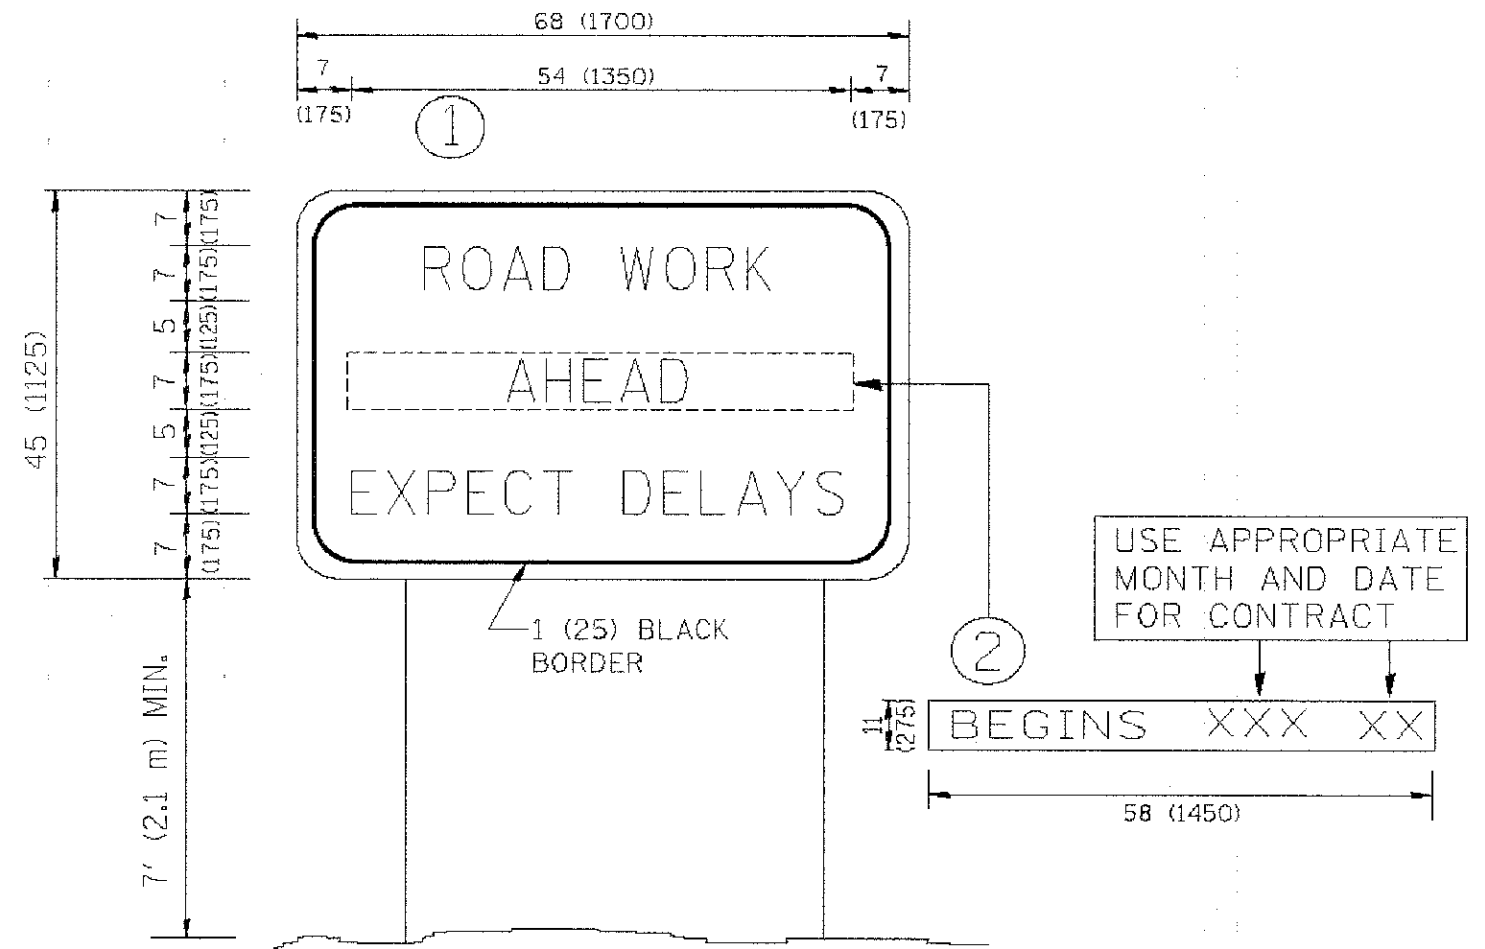 68 (1700)
7
54 (1350)
7
(175)
(175)
1
45 (1125)
7
(175)
7
(175)
5
(125)
7
(175)
5
(125)
7
(175)
7
(175)
ROAD WORK
AHEAD
EXPECT DELAYS
1 (25) BLACK
BORDER
7' (2.1 m) MIN.
2
USE APPROPRIATE
MONTH AND DATE
FOR CONTRACT
11
(275)
BEGINS XXX XX
58 (1450)